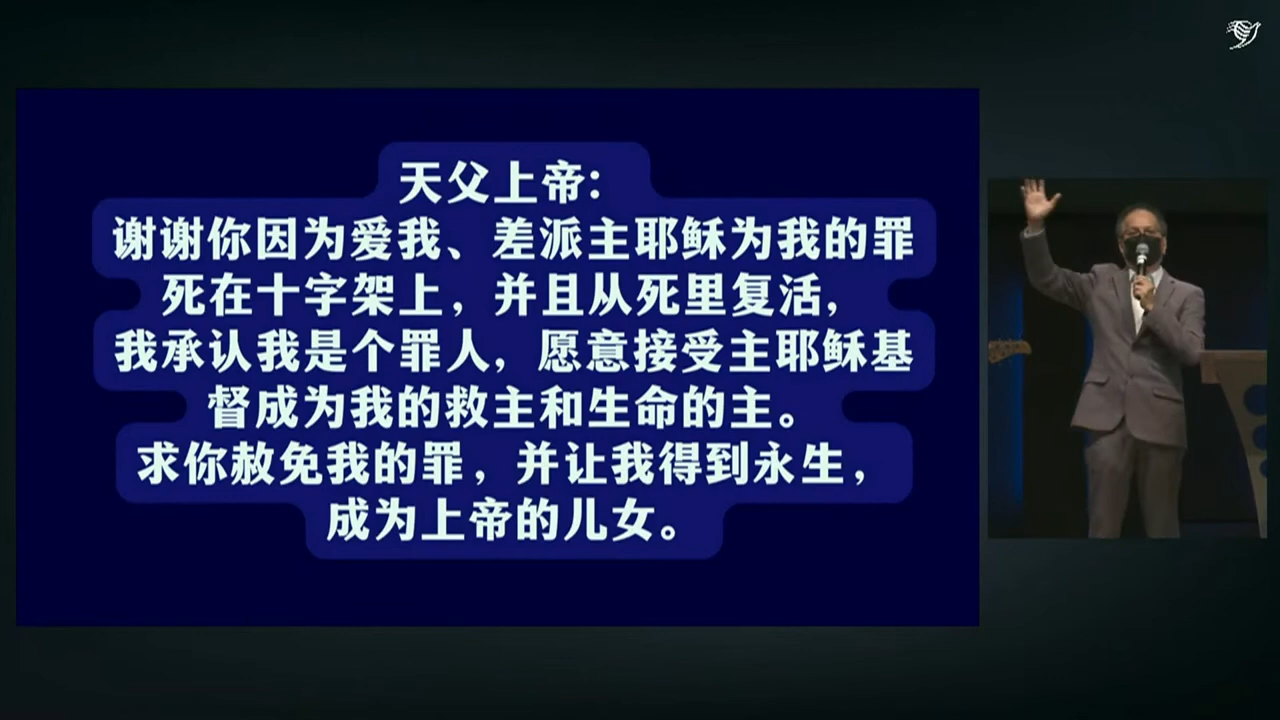 天父上帝：
谢谢你因为爱我、差派主耶稣为我的罪
死在十字架上，并且从死里复活，
我承认我是个罪人，愿意接受主耶稣基
督成为我的救主和生命的主。
求你赦免我的罪，并让我得到永生，
成为上帝的儿女。